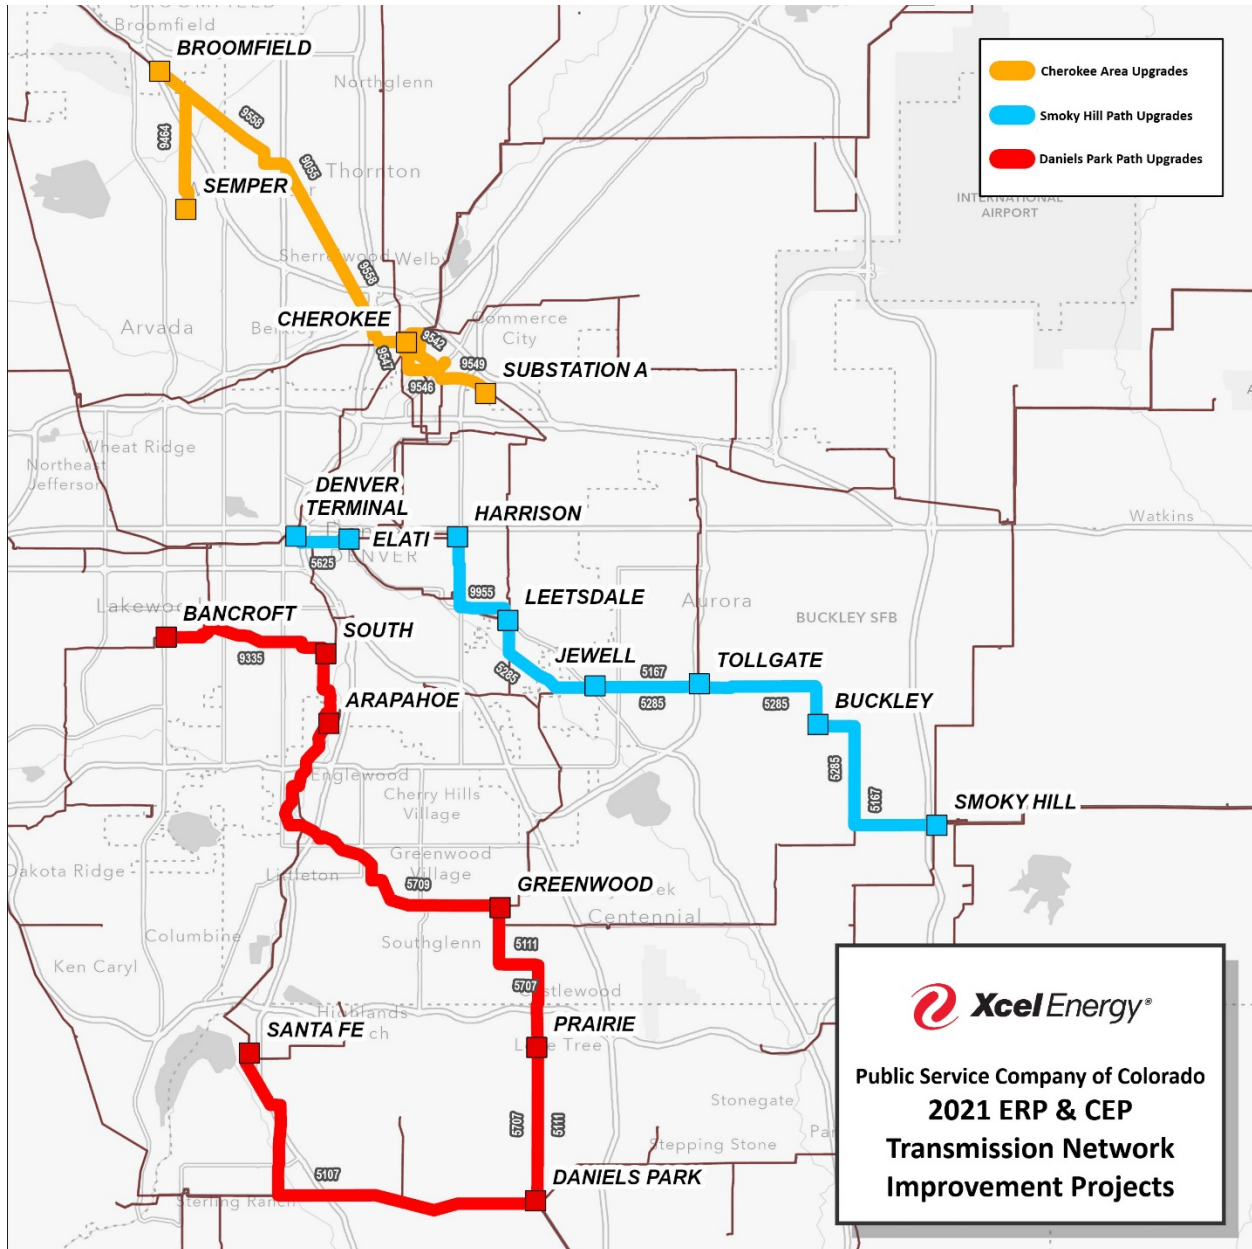 BROOMFIELD
Broomfield
BROOMFIELD
Northglenn
9558
9464
9055
SEMPER
Thornton
Cherokee Area Upgrades
Smoky Hill Path Upgrades
Daniels Park Path Upgrades
INTERNATIONAL
AIRPORT
Sherrelwood
Welby
9558
Arvada
CHEROKEE
Commerce
City
9542
9547
9549
9546
SUBSTATION A
Wheat Ridge
Northeast
Jefferson
DENVER
TERMINAL
HARRISON
ELATI
DENVER
5625
Watkins
9955
LEETSDALE
Aurora
BUCKLEY SFB
BANCROFT
SOUTH
9335
JEWELL
5285
5167
5285
TOLLGATE
5285
BUCKLEY
ARAPAHOE
5285
5167
Englewood
Cherry Hills
Village
SMOKY HILL
Dakota Ridge
Littleton
Greenwood
Village
5709
GREENWOOD
Centennial
Columbine
Southglenn
5111
5707
Ken Caryl
SANTA FE
PRAIRIE
Stonegate
5707
5111
Stepping Stone
5107
DANIELS PARK
Sterling Ranch
Xcel Energy®
Public Service Company of Colorado
2021 ERP & CEP
Transmission Network
Improvement Projects